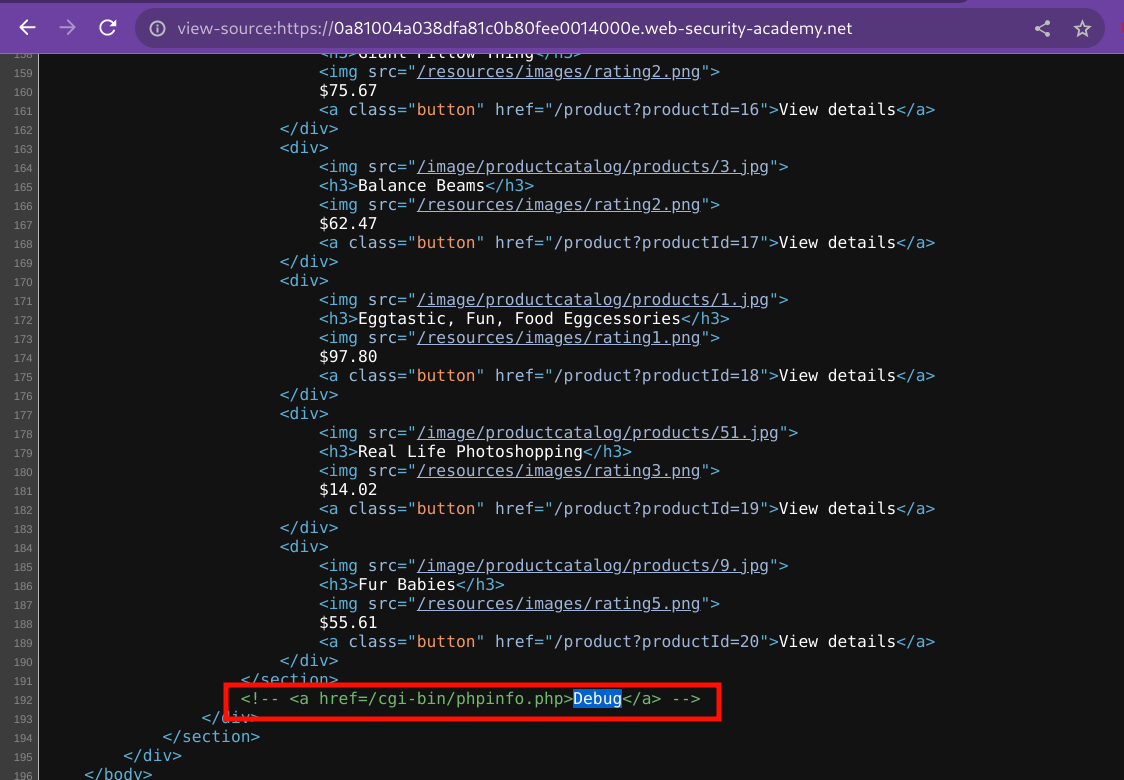 view-source:https://0a81004a038dfa81c0b80fee0014000e.web-security-academy.net
158 <h3>Giant Pillow Thing</h3>
159 <img src="/resources/images/rating2.png">
160 $75.67
161 <a class="button" href="/product?productId=16">View details</a>
162 </div>
163 <div>
164 <img src="/image/productcatalog/products/3.jpg">
165 <h3>Balance Beams</h3>
166 <img src="/resources/images/rating2.png">
167 $62.47
168 <a class="button" href="/product?productId=17">View details</a>
169 </div>
170 <div>
171 <img src="/image/productcatalog/products/1.jpg">
172 <h3>Eggtastic, Fun, Food Eggcessories</h3>
173 <img src="/resources/images/rating1.png">
174 $97.80
175 <a class="button" href="/product?productId=18">View details</a>
176 </div>
177 <div>
178 <img src="/image/productcatalog/products/51.jpg">
179 <h3>Real Life Photoshopping</h3>
180 <img src="/resources/images/rating3.png">
181 $14.02
182 <a class="button" href="/product?productId=19">View details</a>
183 </div>
184 <div>
185 <img src="/image/productcatalog/products/9.jpg">
186 <h3>Fur Babies</h3>
187 <img src="/resources/images/rating5.png">
188 $55.61
189 <a class="button" href="/product?productId=20">View details</a>
190 </div>
191 </section>
192 <!-- <a href=/cgi-bin/phpinfo.php>Debug</a> -->
193 </div>
194 </section>
195 </div>
196 </body>